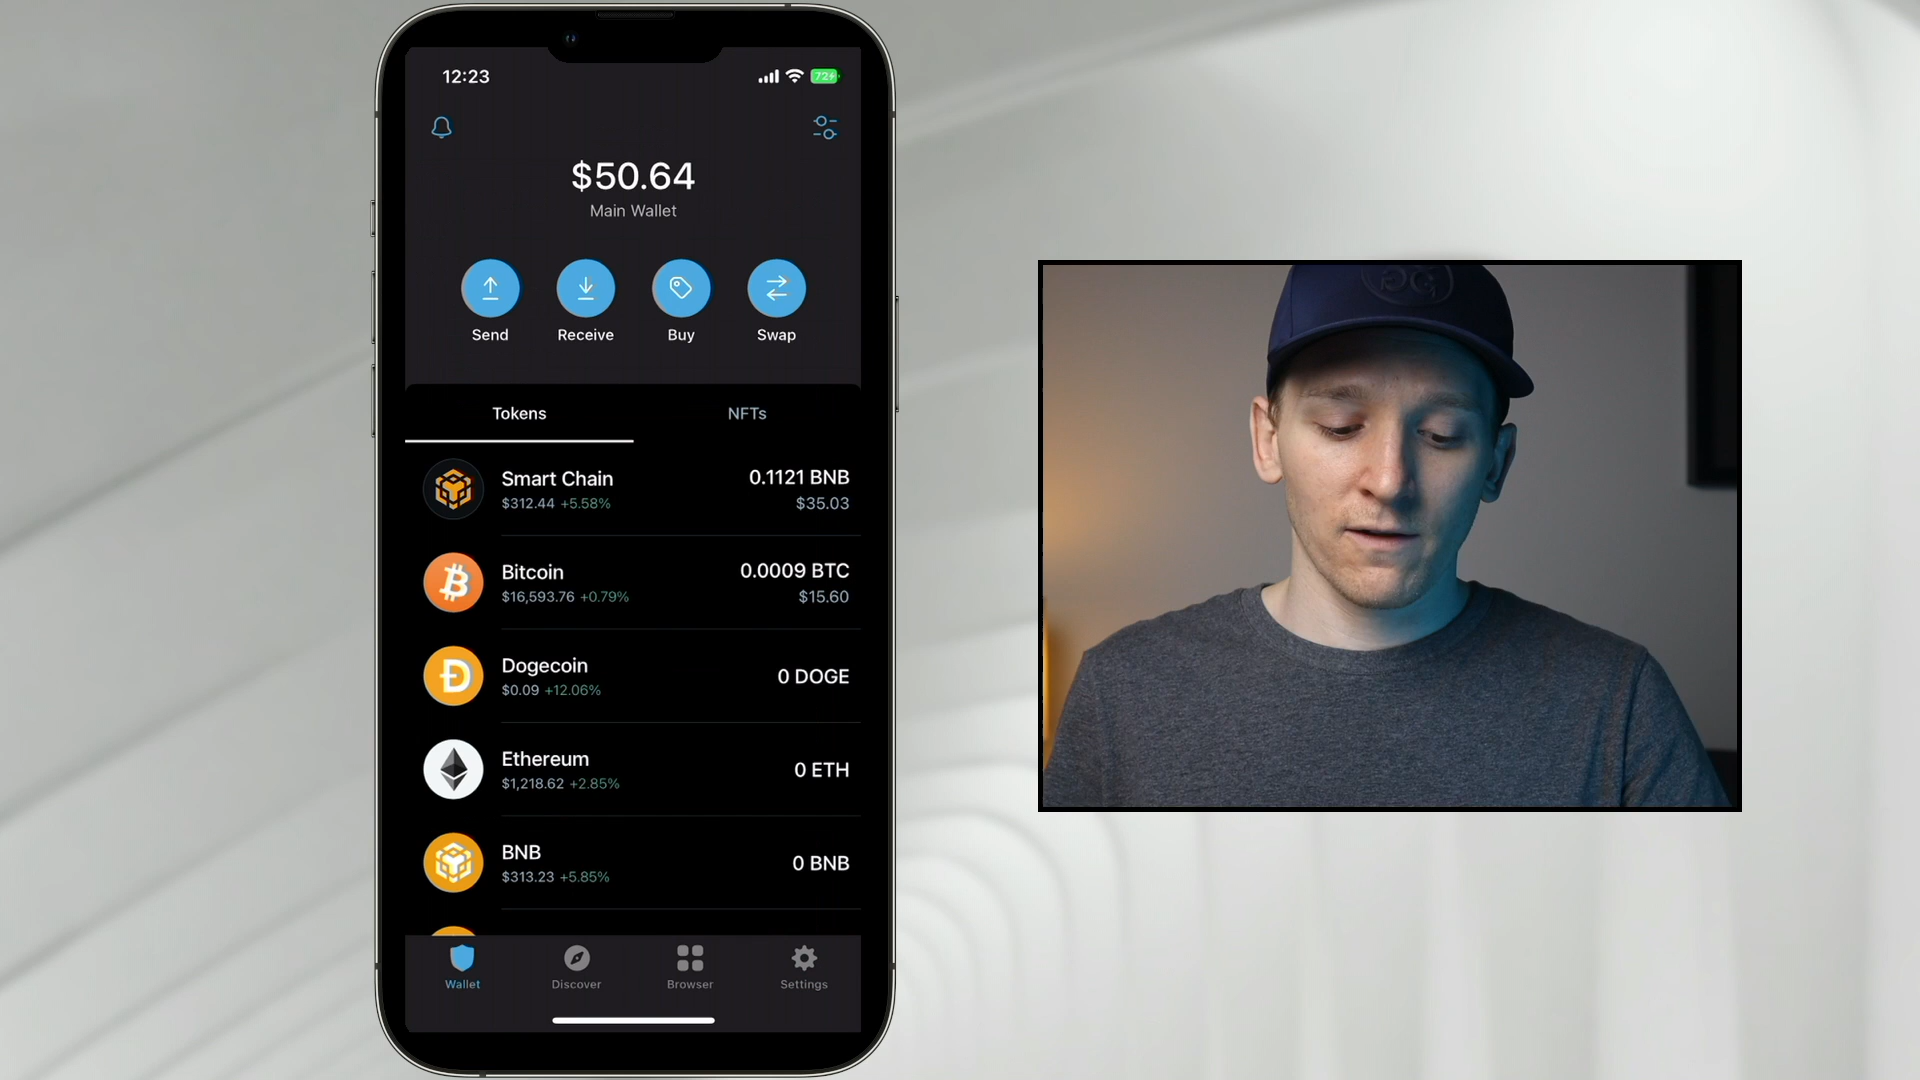 12:23
72
$50.64
Main Wallet
Send Receive Buy Swap
Tokens NFTs
Smart Chain 0.1121 BNB
$312.44 +5.58% $35.03
Bitcoin 0.0009 BTC
$16,593.76 +0.79% $15.60
Dogecoin 0 DOGE
$0.09 +12.06%
Ethereum 0 ETH
$1,218.62 +2.85%
BNB 0 BNB
$313.23 +5.85%
Wallet Discover Browser Settings